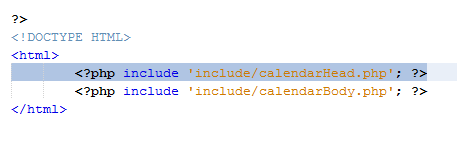 ?>
<!DOCTYPE HTML>
<html>
        <?php include 'include/calendarHead.php'; ?>
        <?php include 'include/calendarBody.php'; ?>
</html>